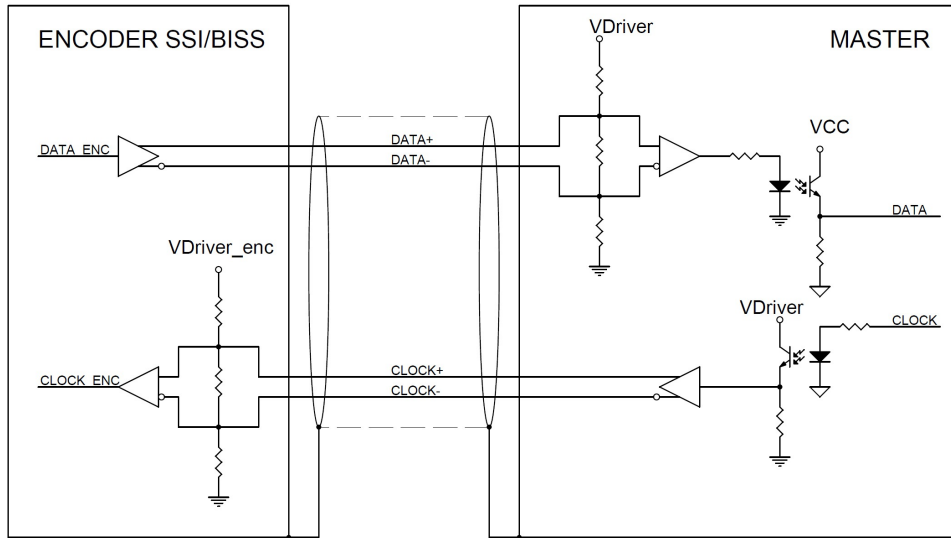 ENCODER SSI/BISS
MASTER
VDriver
VCC
DATA_ENC
DATA+
DATA-
DATA
VDriver_enc
VDriver
CLOCK
CLOCK_ENC
CLOCK+
CLOCK-